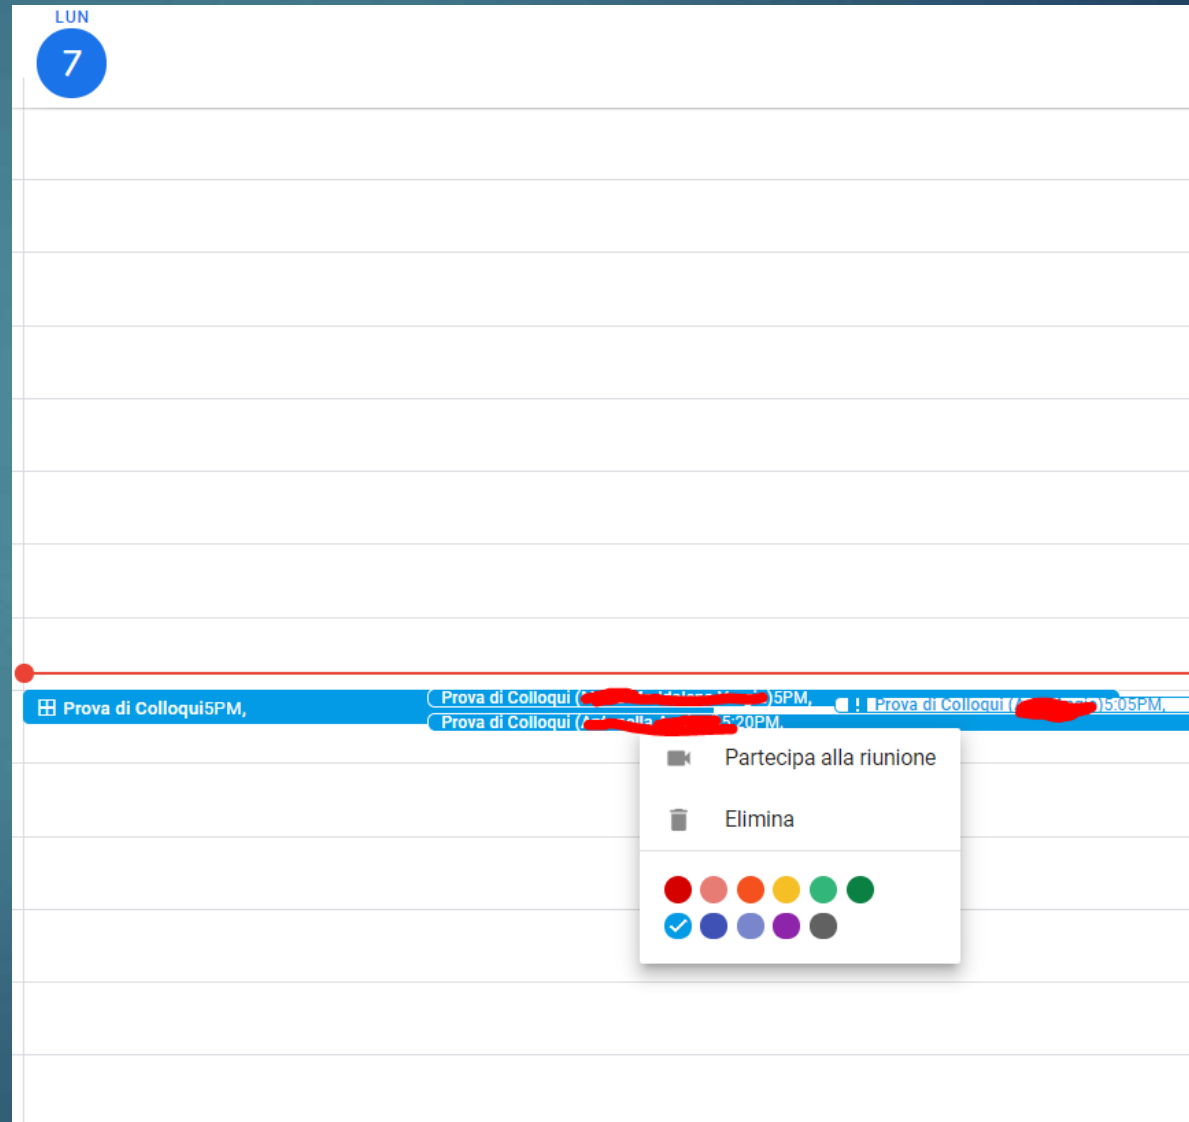 LUN
7
Prova di Colloqui (
)5PM,
Prova di Colloqui5PM,
Prova di Colloqui (
)5:05PM,
Prova di Colloqui (
5:20PM,
Partecipa alla riunione
Elimina